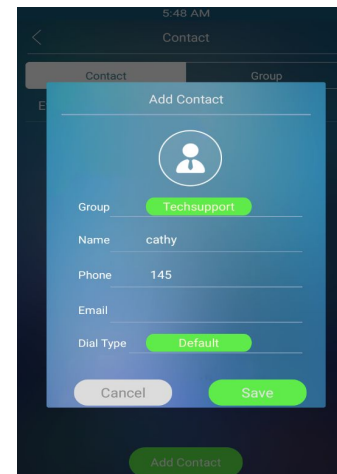 5:48 AM
Contact
Contact Group
E
Add Contact
Group Techsupport
Name cathy
Phone 145
Email
Dial Type Default
Cancel Save
Add Contact